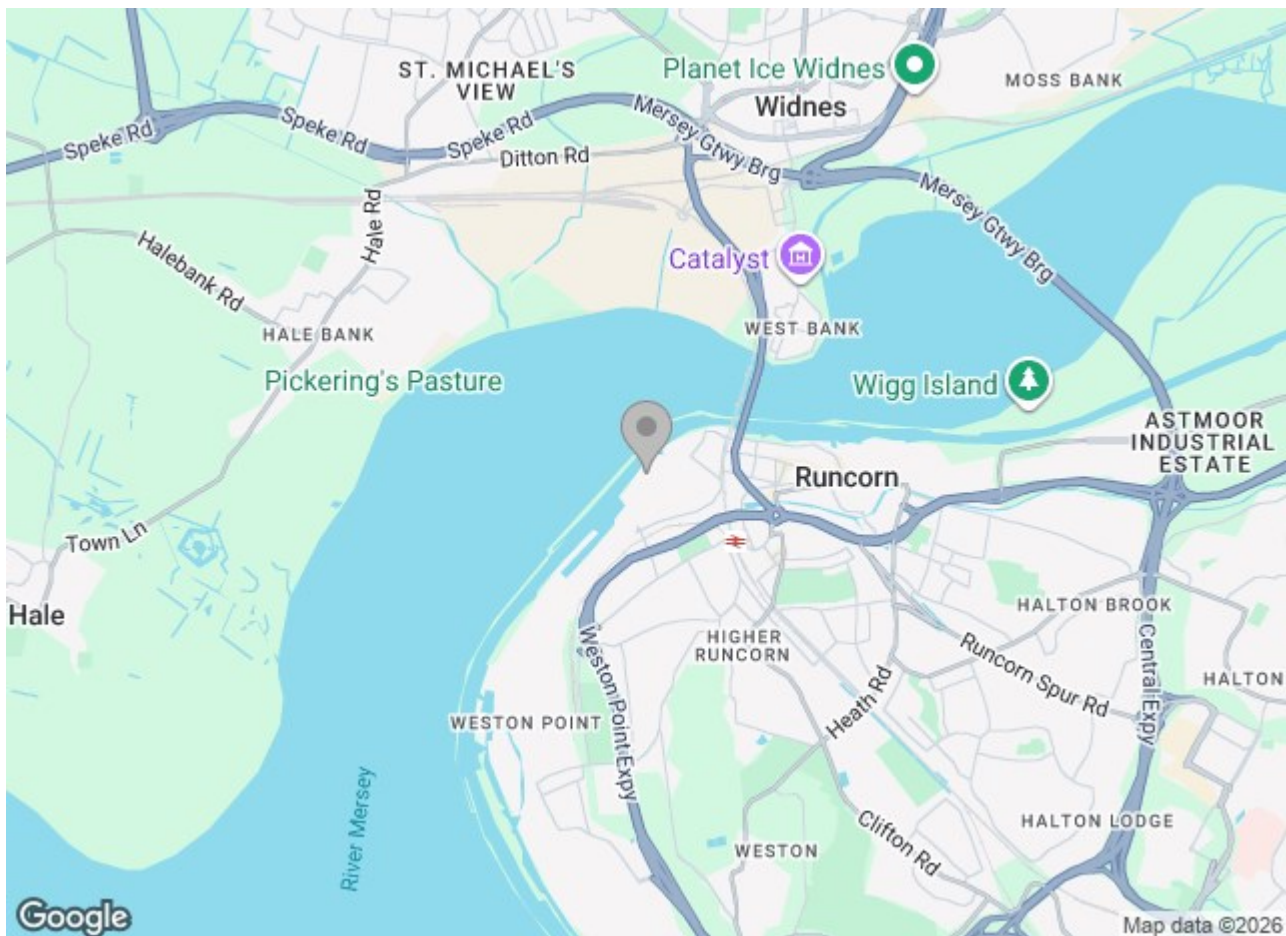 ST. MICHAEL'S
VIEW
Planet Ice Widnes
Widnes
MOSS BANK
Speke Rd
Speke Rd
Speke Rd
Ditton Rd
Mersey Gtwy Brg
Mersey Gtwy Brg
Hale Rd
Halebank Rd
Catalyst
HALE BANK
WEST BANK
Pickering's Pasture
Wigg Island
ASTMOOR
INDUSTRIAL
ESTATE
Runcorn
Town Ln
Hale
HALTON BROOK
HIGHER
RUNCORN
Runcorn Spur Rd
Central Expy
HALTON
Heath Rd
WESTON POINT
Weston Point Expy
River Mersey
Clifton Rd
HALTON LODGE
WESTON
Google
Map data ©2026